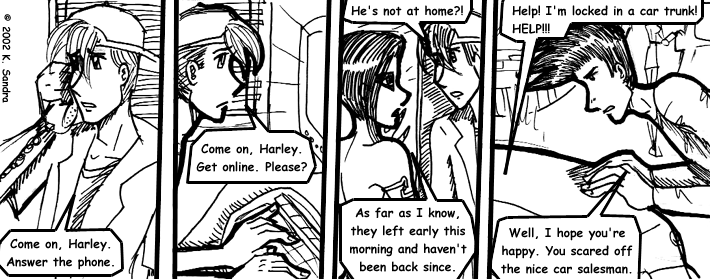 © 2002 K. Sandra
Come on, Harley.
Answer the phone.
Come on, Harley.
Get online. Please?
He's not at home?!
As far as I know,
they left early this
morning and haven't
been back since.
Help! I'm locked in a car trunk!
HELP!!!
Well, I hope you're
happy. You scared off
the nice car salesman.